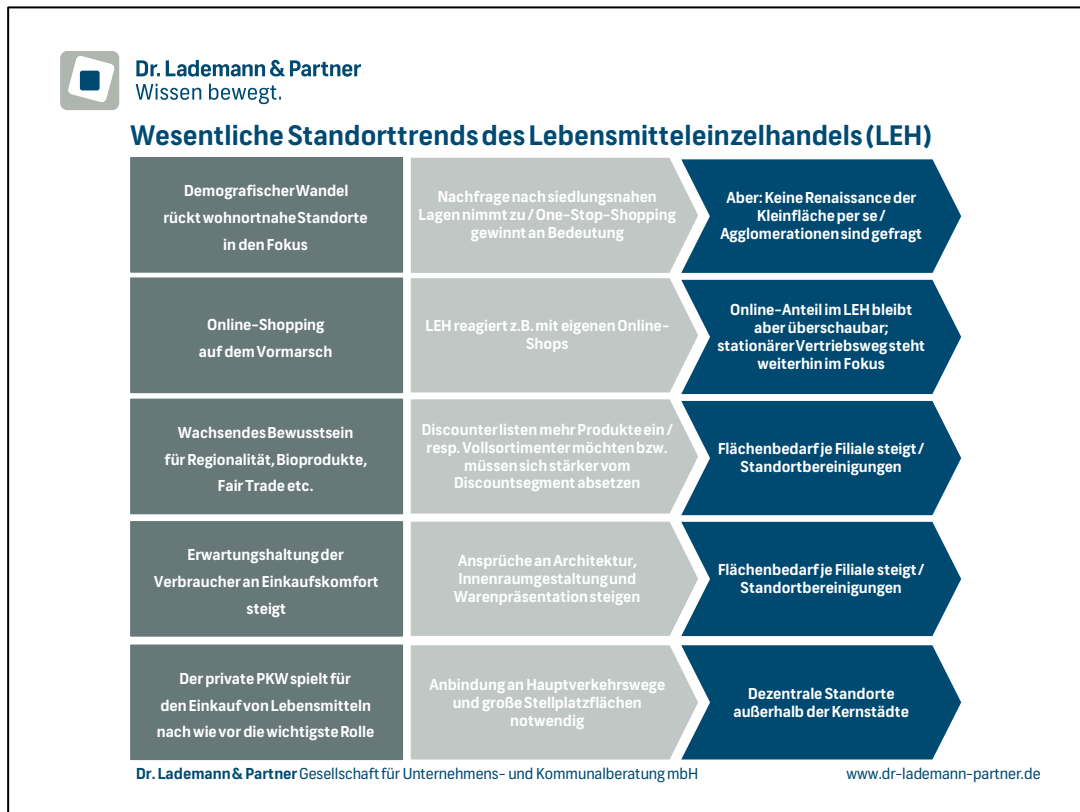 Dr. Lademann & Partner
Wissen bewegt.
Wesentliche Standorttrends des Lebensmitteleinzelhandels (LEH)
Demografischer Wandel
rückt wohnortnahe Standorte
in den Fokus
Nachfrage nach siedlungsnahen
Lagen nimmt zu / One-Stop-Shopping
gewinnt an Bedeutung
Aber: Keine Renaissance der
Kleinfläche per se /
Agglomerationen sind gefragt
Online-Shopping
auf dem Vormarsch
LEH reagiert z.B. mit eigenen Online-
Shops
Online-Anteil im LEH bleibt
aber überschaubar;
stationärer Vertriebsweg steht
weiterhin im Fokus
Wachsendes Bewusstsein
für Regionalität, Bioprodukte,
Fair Trade etc.
Discounter listen mehr Produkte ein /
resp. Vollsortimenter möchten bzw.
müssen sich stärker vom
Discountsegment absetzen
Flächenbedarf je Filiale steigt /
Standortbereinigungen
Erwartungshaltung der
Verbraucher an Einkaufskomfort
steigt
Ansprüche an Architektur,
Innenraumgestaltung und
Warenpräsentation steigen
Flächenbedarf je Filiale steigt /
Standortbereinigungen
Der private PKW spielt für
den Einkauf von Lebensmitteln
nach wie vor die wichtigste Rolle
Anbindung an Hauptverkehrswege
und große Stellplatzflächen
notwendig
Dezentrale Standorte
außerhalb der Kernstädte
Dr. Lademann & Partner Gesellschaft für Unternehmens- und Kommunalberatung mbH
www.dr-lademann-partner.de